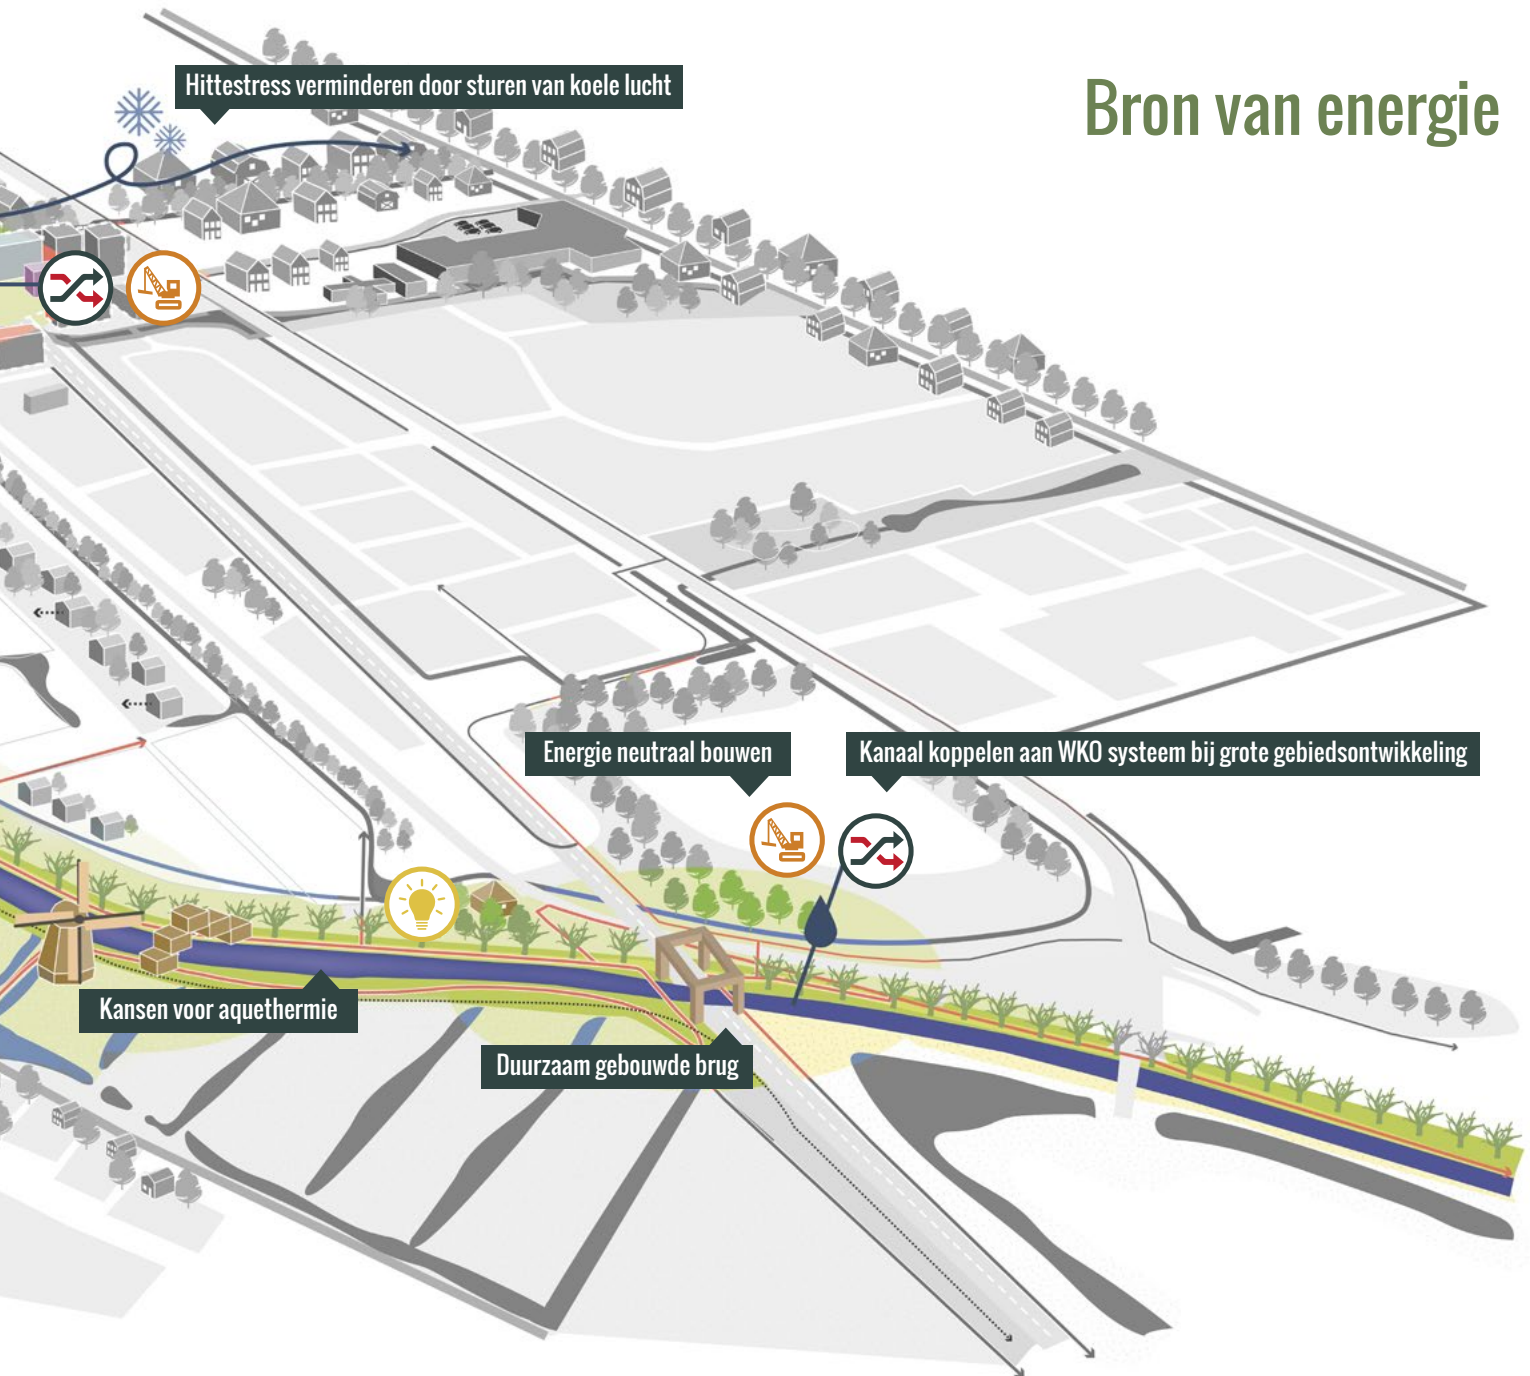 Hittestress verminderen door sturen van koele lucht
Bron van energie
Energie neutraal bouwen
Kanaal koppelen aan WKO systeem bij grote gebiedsontwikkeling
Kansen voor aquethermie
Duurzaam gebouwde brug